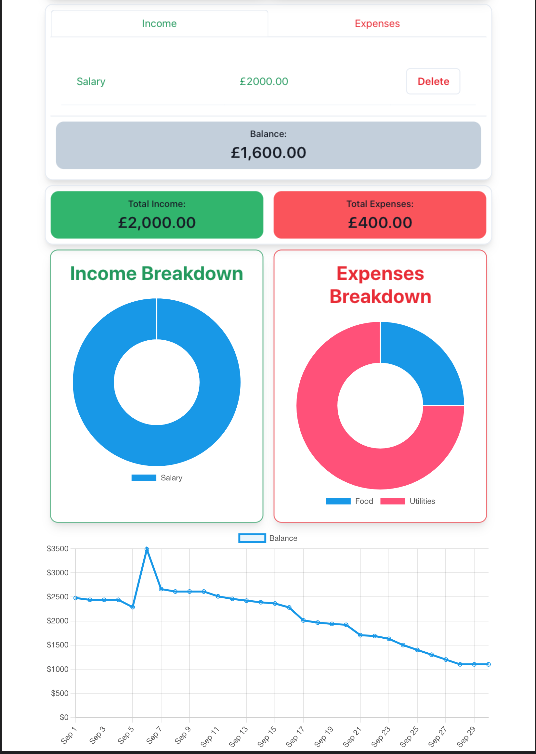 Income Expenses
Salary £2000.00 Delete
Balance:
£1,600.00
Total Income: Total Expenses:
£2,000.00 £400.00
Income Breakdown
Salary
Expenses
Breakdown
Food Utilities
Balance
$3500
$3000
$2500
$2000
$1500
$1000
$500
$0
Sep 1 Sep 3 Sep 5 Sep 7 Sep 9 Sep 11 Sep 13 Sep 15 Sep 17 Sep 19 Sep 21 Sep 23 Sep 25 Sep 27 Sep 29